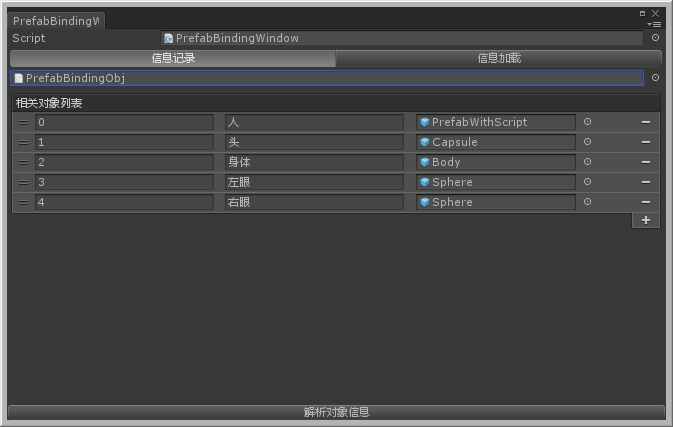 PrefabBindingW
Script PrefabBindingWindow
信息记录 信息加载
PrefabBindingObj
相关对象列表
0 人 PrefabWithScript
1 头 Capsule
2 身体 Body
3 左眼 Sphere
4 右眼 Sphere
解析对象信息